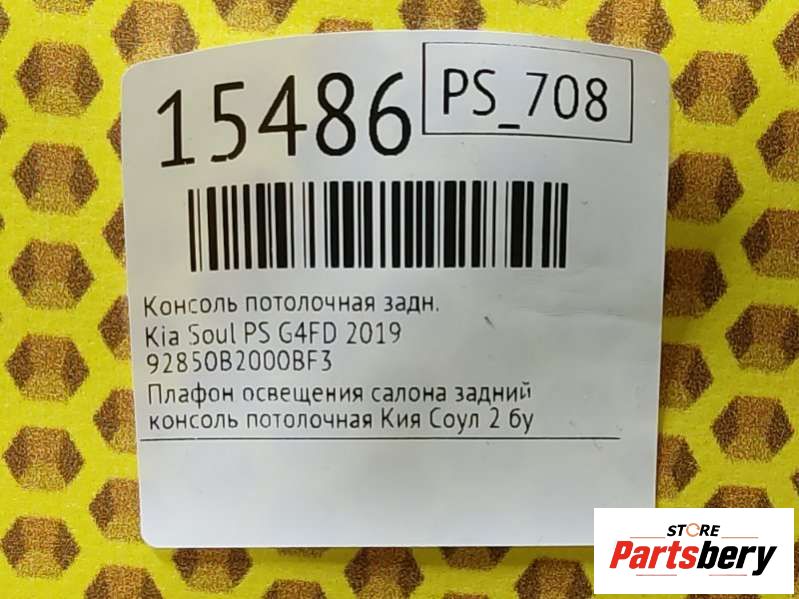 15486
PS_708
Консоль потолочная задн.
Kia Soul PS G4FD 2019
92850B2000BF3
Плафон освещения салона задний
консоль потолочная Кия Соул 2 бу
STORE
Partsbery